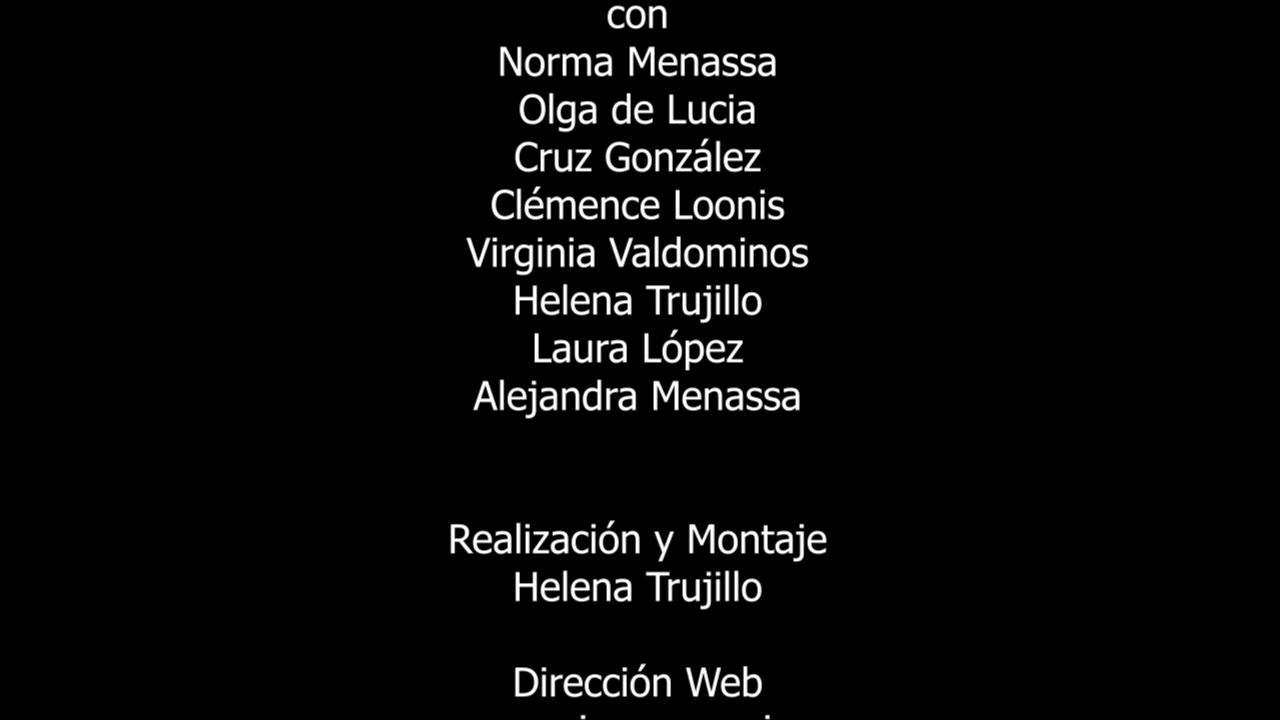 con
Norma Menassa
Olga de Lucia
Cruz González
Clémence Loonis
Virginia Valdominos
Helena Trujillo
Laura López
Alejandra Menassa
Realización y Montaje
Helena Trujillo
Dirección Web